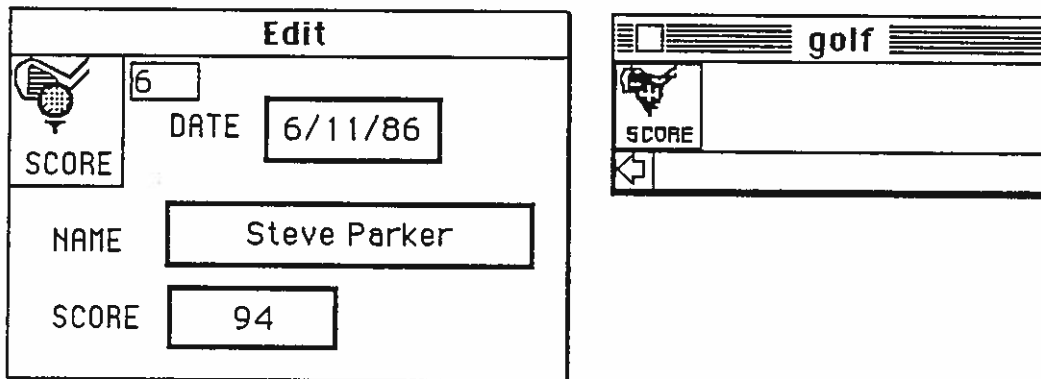 Edit
6
DATE 6/11/86
SCORE
NAME Steve Parker
SCORE 94
golf
SCORE